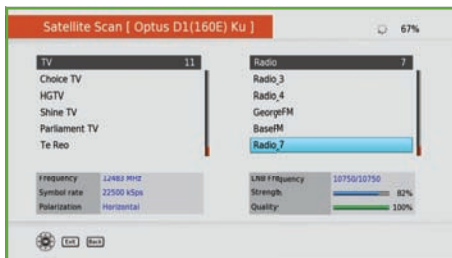 Satellite Scan [ Optus D1(160E) Ku ] 67%
TV 11
Choice TV
HGTV
Shine TV
Parliament TV
Te Reo
Radio 7
Radio_3
Radio_4
GeorgeFM
BaseFM
Radio_7
Frequency 12483 MHz
Symbol rate 22500 kSps
Polarization Horizontal
LNB Frequency 10750/10750
Strength 82%
Quality 100%
Exit Back